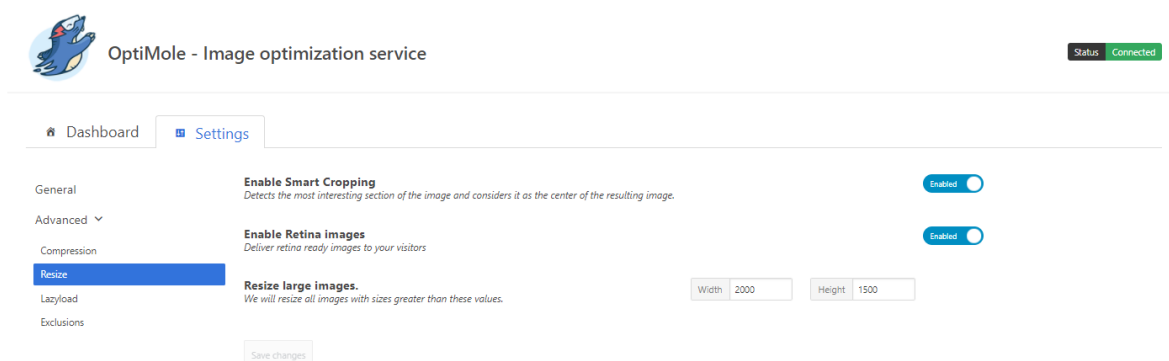 OptiMole - Image optimization service
Status Connected
Dashboard Settings
General
Advanced
Compression
Resize
Lazyload
Exclusions
Enable Smart Cropping
Detects the most interesting section of the image and considers it as the center of the resulting image.
Enabled
Enable Retina images
Deliver retina ready images to your visitors
Enabled
Resize large images.
We will resize all images with sizes greater than these values.
Width 2000 Height 1500
Save changes